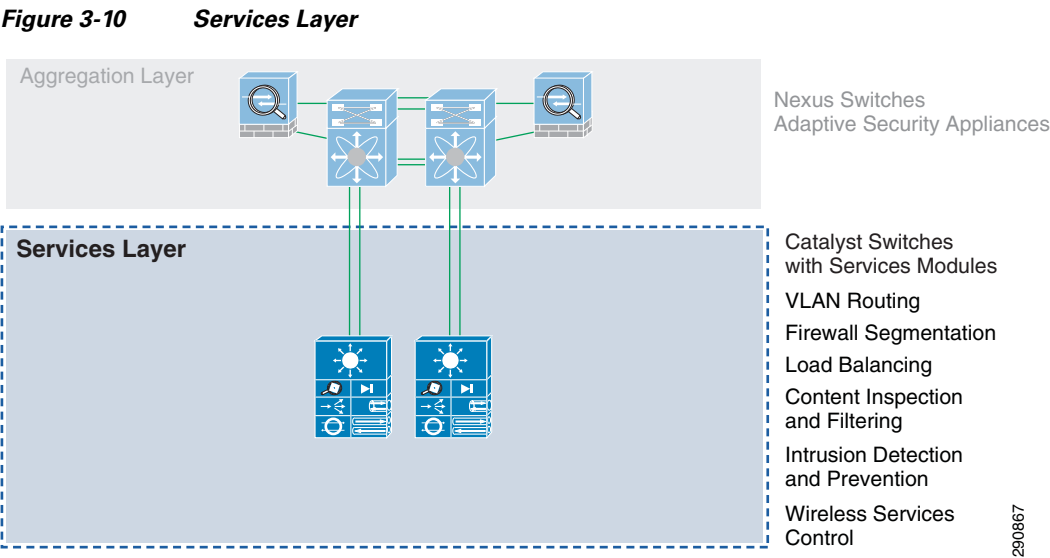 Figure 3-10 Services Layer
Aggregation Layer
Nexus Switches
Adaptive Security Appliances
Services Layer
Catalyst Switches
with Services Modules
VLAN Routing
Firewall Segmentation
Load Balancing
Content Inspection
and Filtering
Intrusion Detection
and Prevention
Wireless Services
Control
290867